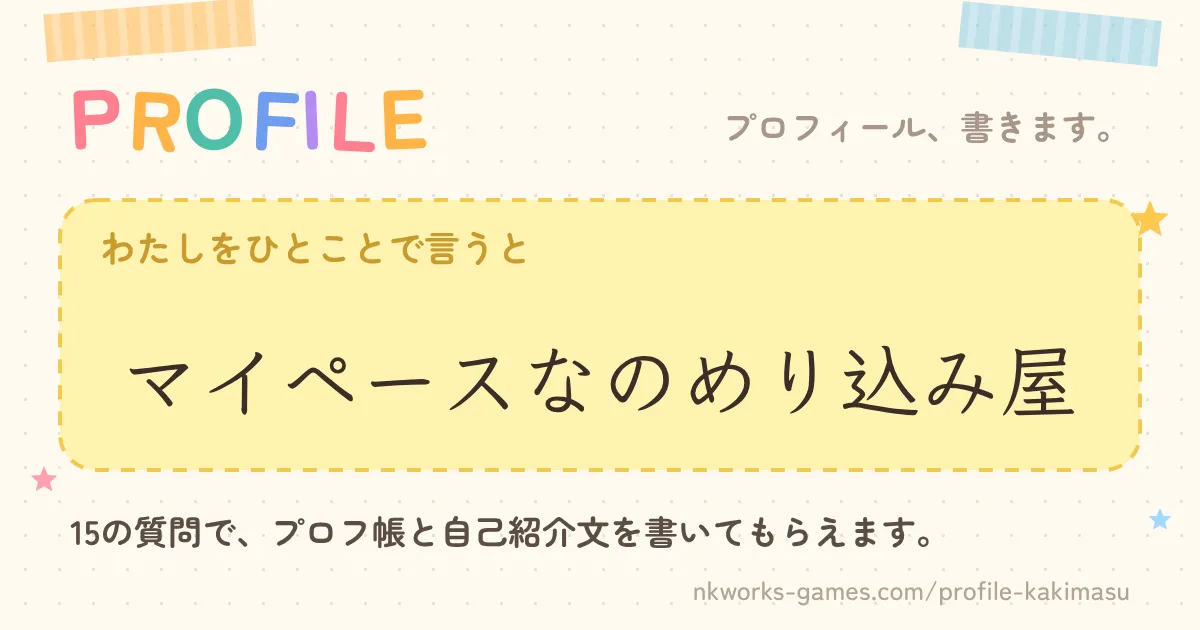 PROFILE
プロフィール、書きます。
わたしをひとことで言うと
マイペースなのめり込み屋
15の質問で、プロフ帳と自己紹介文を書いてもらえます。
nkworks-games.com/profile-kakimasu